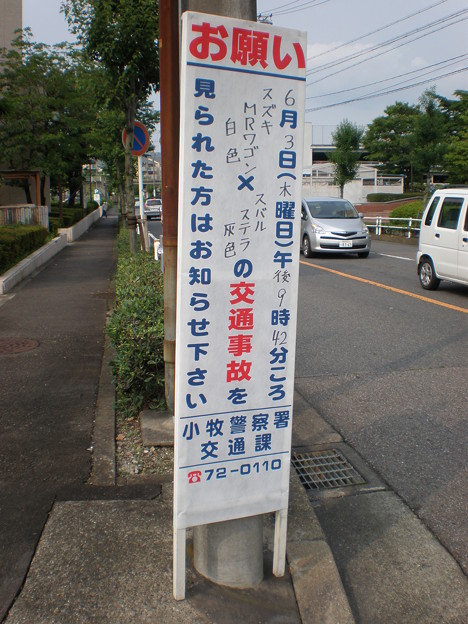 お願い
6月3日(木曜日)午後9時42分ころ
スズキ
MRワゴン
白色
×
スバル
ステラ
灰色
の交通事故を
見られた方はお知らせ下さい
小牧警察署
交通課
☎72-0110